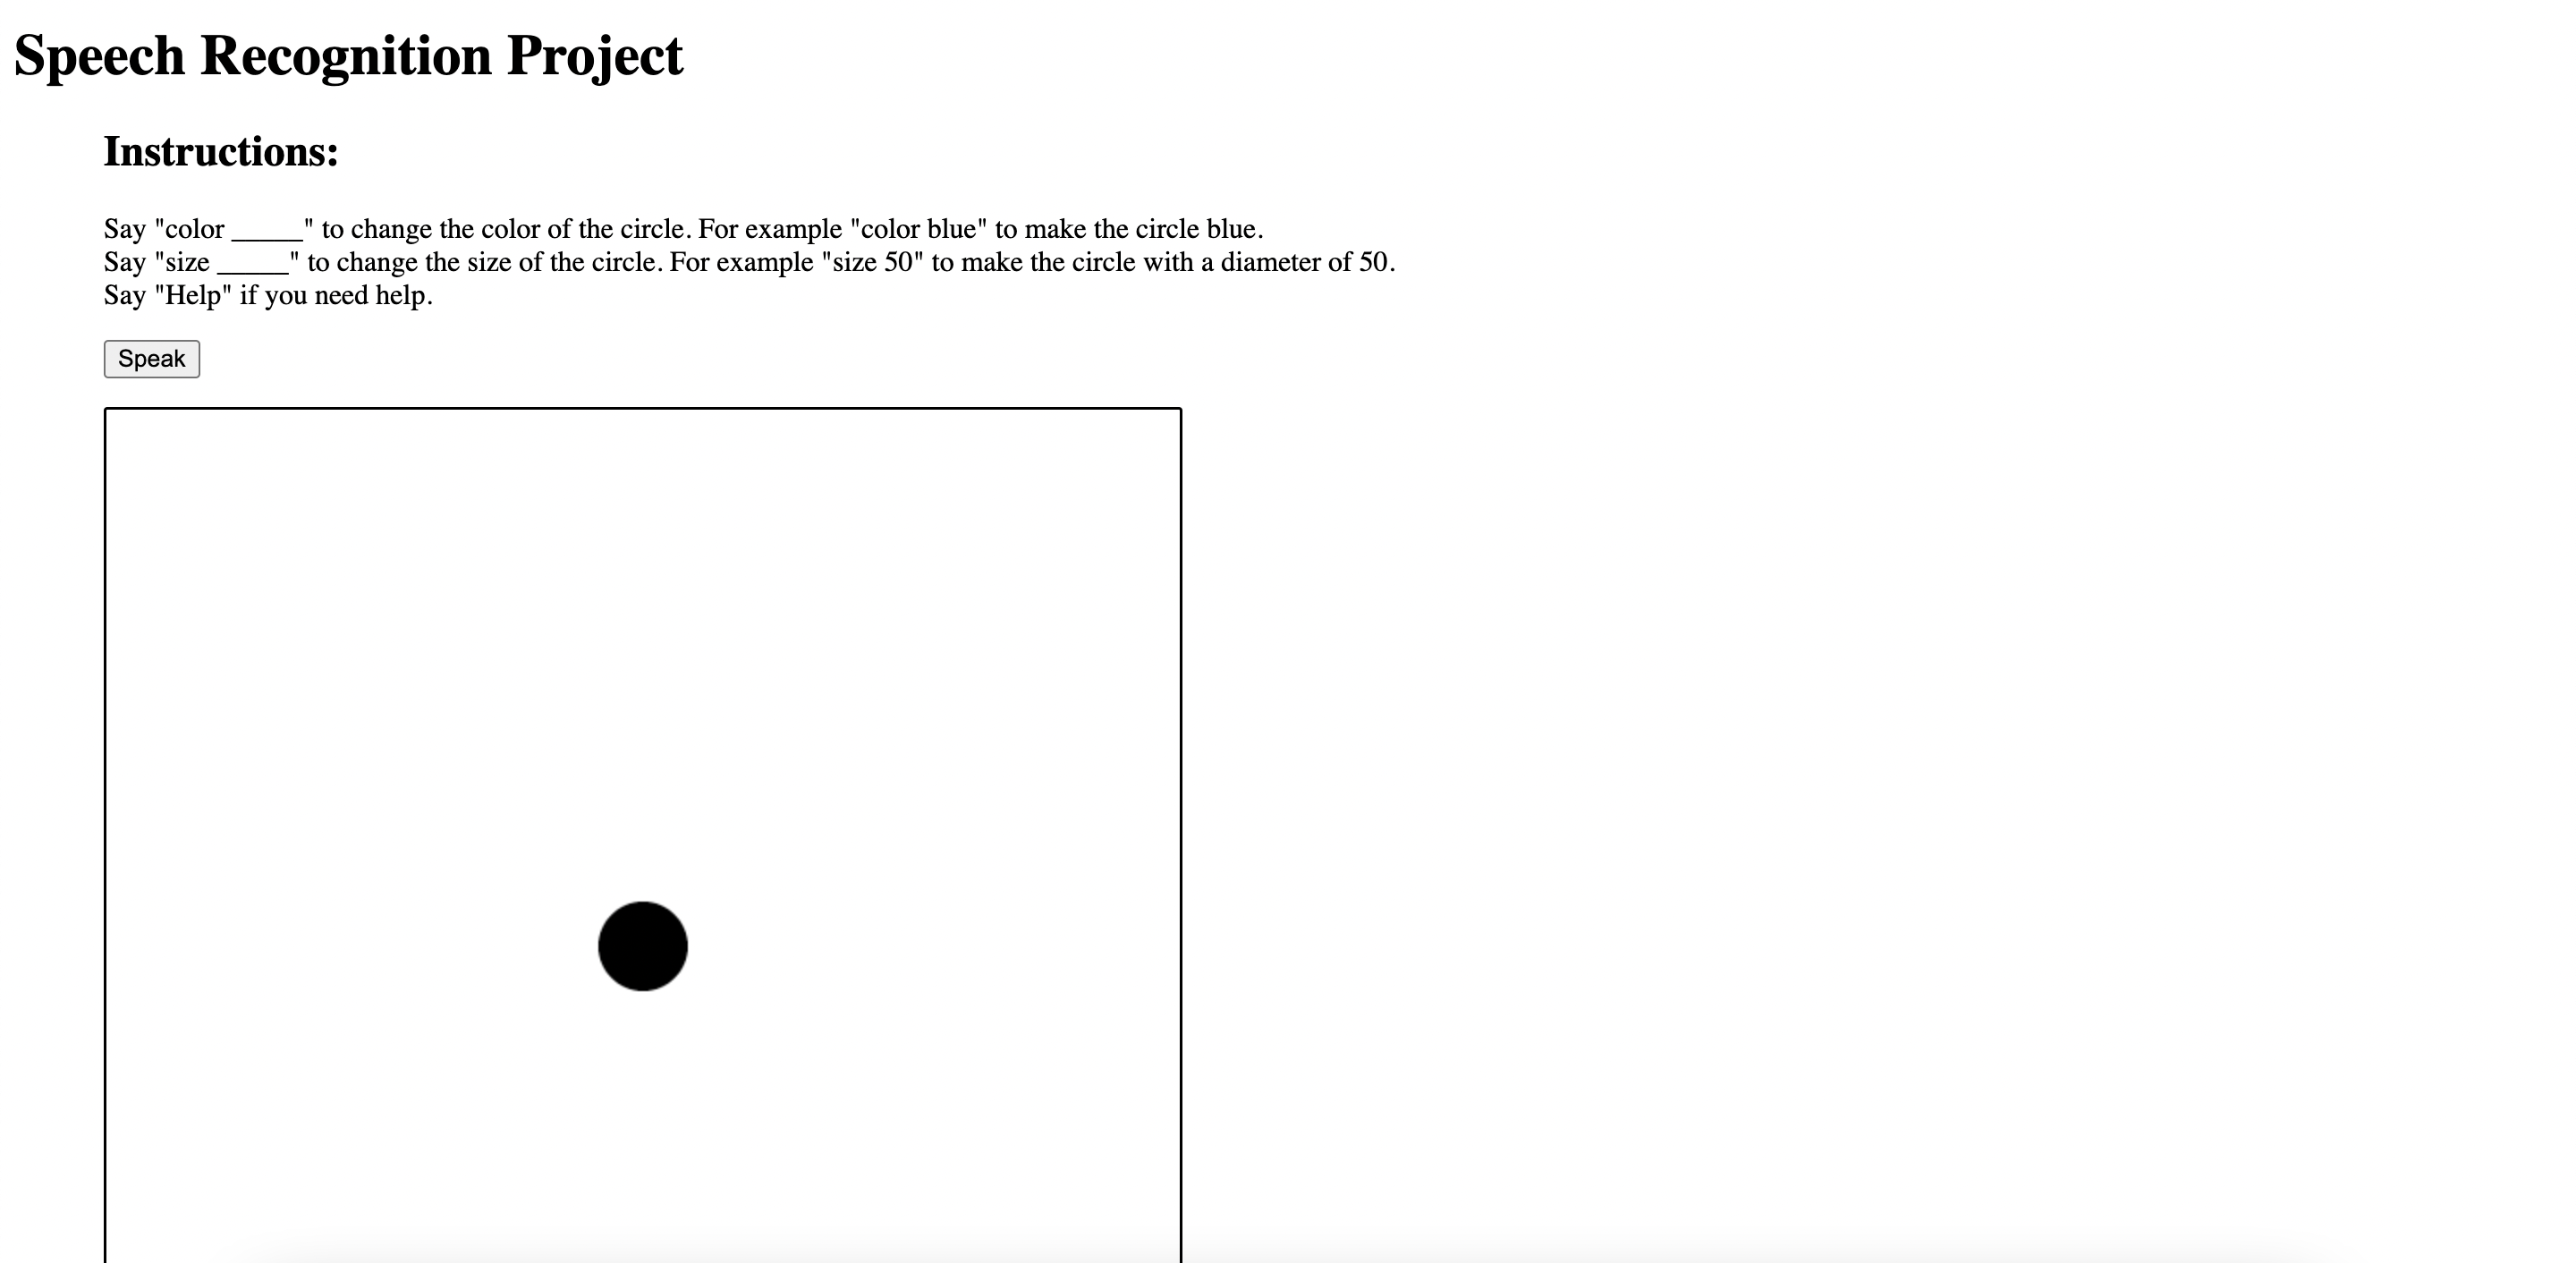 Speech Recognition Project
Instructions:
Say "color _____" to change the color of the circle. For example "color blue" to make the circle blue.
Say "size _____" to change the size of the circle. For example "size 50" to make the circle with a diameter of 50.
Say "Help" if you need help.
Speak